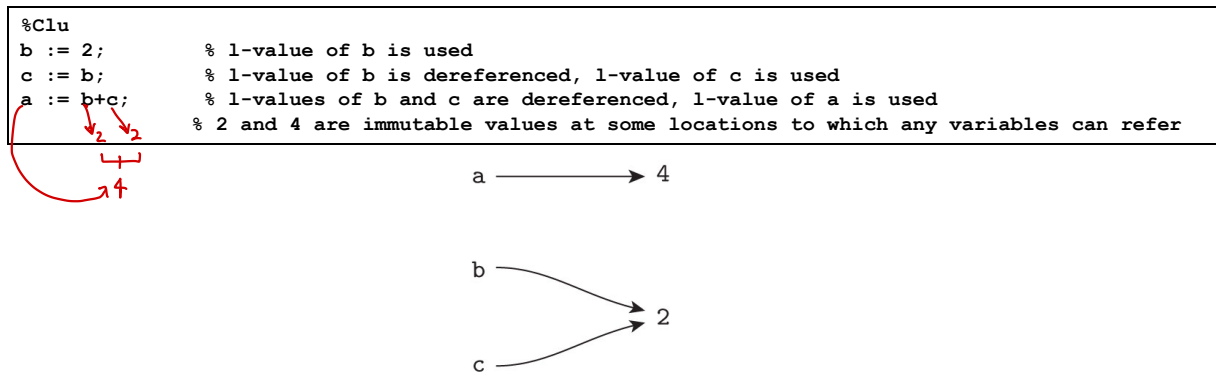 %Clu
b := 2; % l-value of b is used
c := b; % l-value of b is dereferenced, l-value of c is used
a := b+c; % l-values of b and c are dereferenced, l-value of a is used
% 2 and 4 are immutable values at some locations to which any variables can refer
2 2
4
a 4
b
2
c